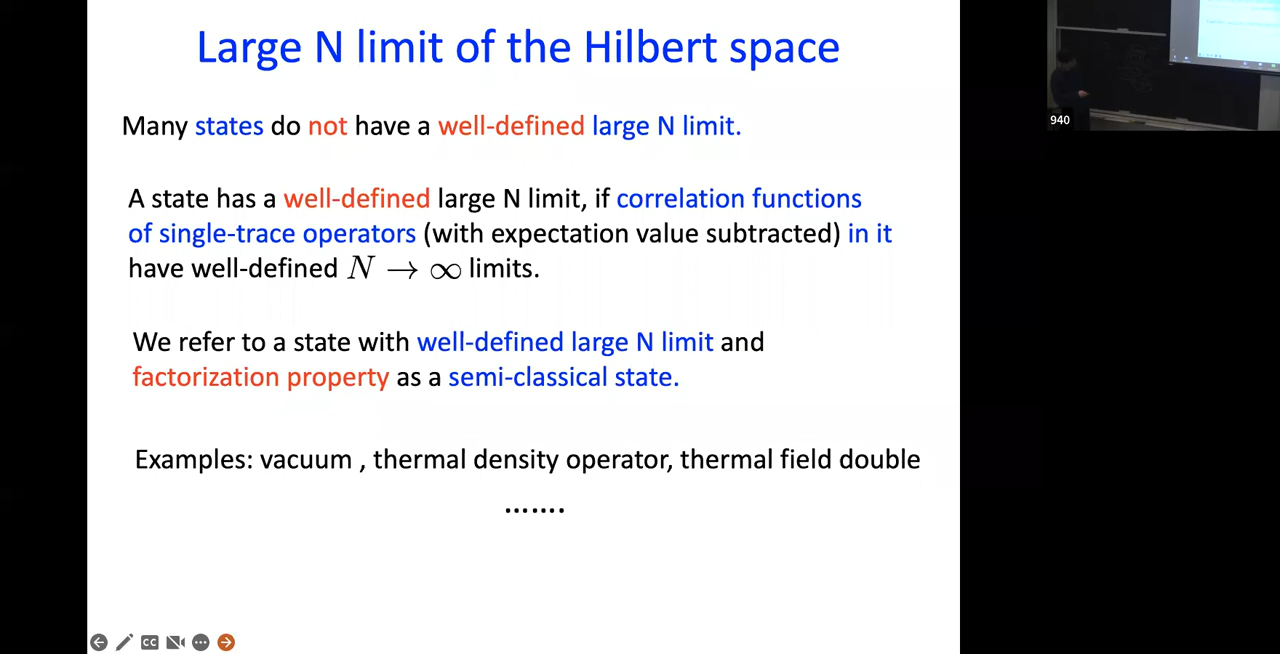 Large N limit of the Hilbert space
Many states do not have a well-defined large N limit.
A state has a well-defined large N limit, if correlation functions
of single-trace operators (with expectation value subtracted) in it
have well-defined N → ∞ limits.
We refer to a state with well-defined large N limit and
factorization property as a semi-classical state.
Examples: vacuum , thermal density operator, thermal field double
.......
CC
940